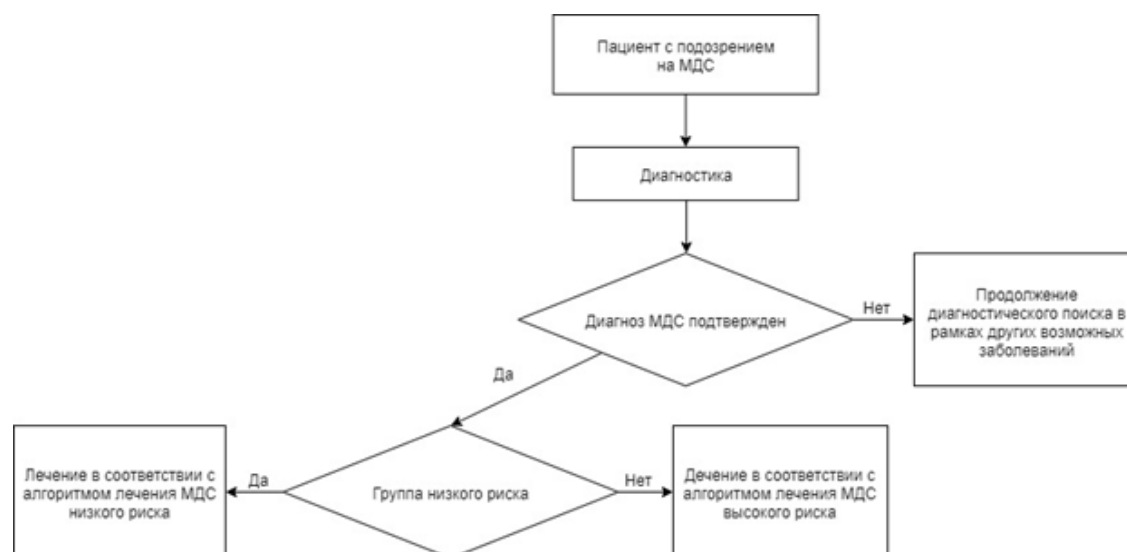 Пациент с подозрением
на МДС
Диагностика
Диагноз МДС подтвержден
Нет
Продолжение
диагностического поиска в
рамках других возможных
заболеваний
Да
Лечение в соответствии с
алгоритмом лечения МДС
низкого риска
Да
Группа низкого риска
Нет
Дечение в соответствии с
алгоритмом лечения МДС
высокого риска